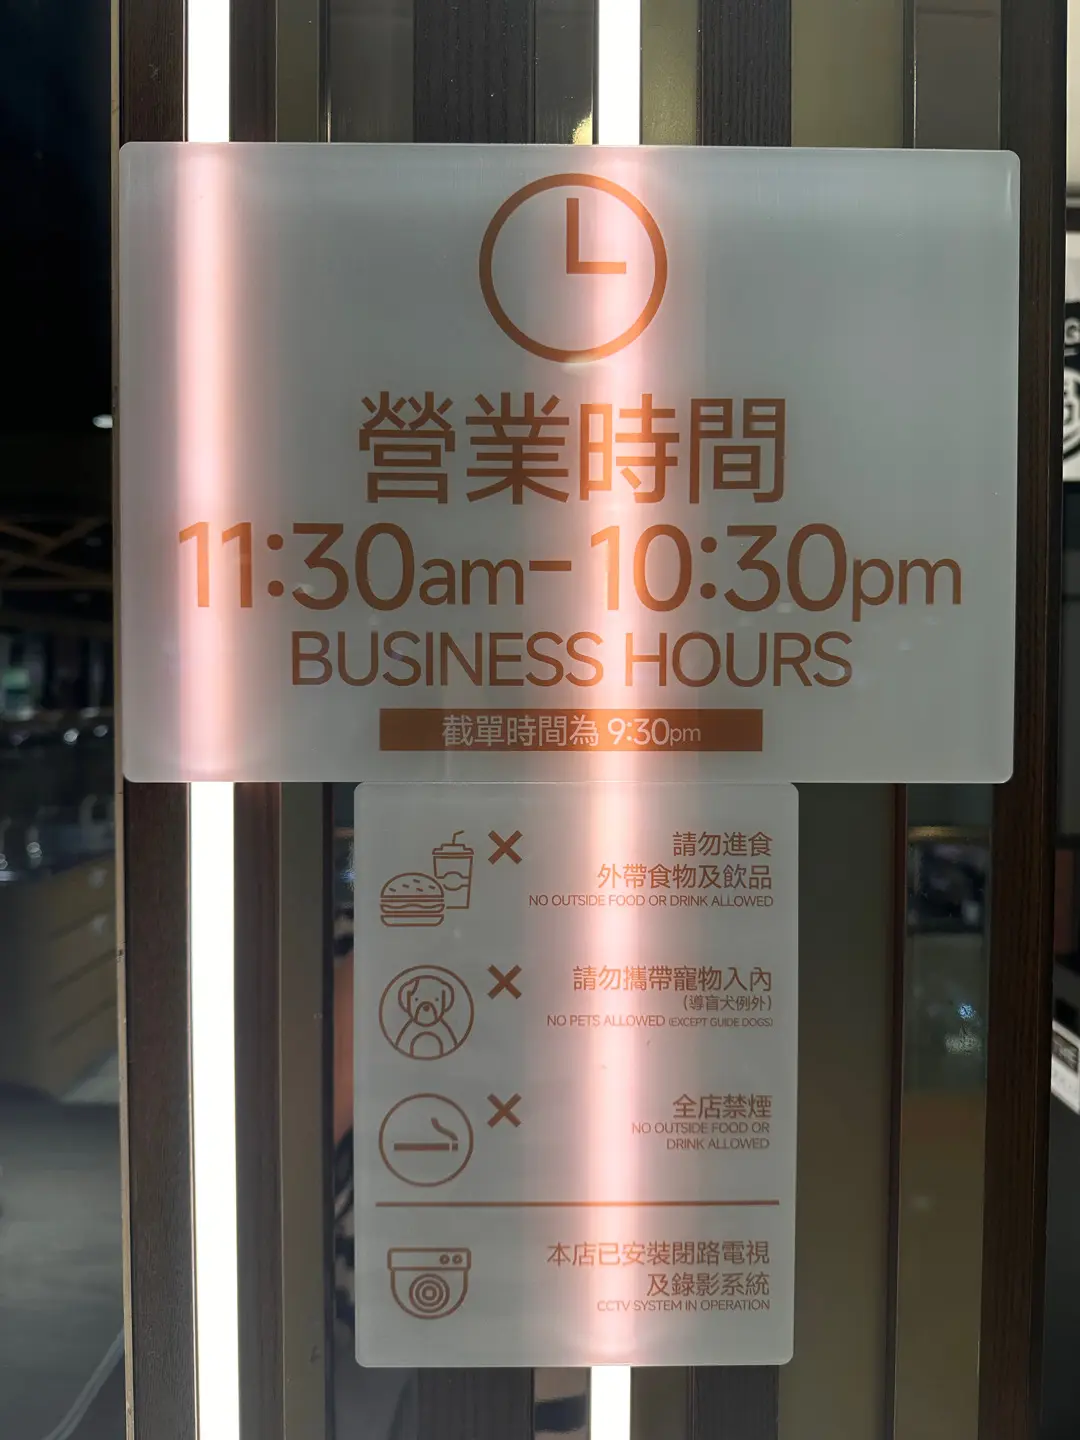 營業時間
11:30am-10:30pm
BUSINESS HOURS
截單時間為 9:30pm
請勿進食
外帶食物及飲品
NO OUTSIDE FOOD OR DRINK ALLOWED
請勿攜帶寵物入內
(導盲犬例外)
NO PETS ALLOWED (EXCEPT GUIDE DOGS)
全店禁煙
NO OUTSIDE FOOD OR
DRINK ALLOWED
本店已安裝閉路電視
及錄影系統
CCTV SYSTEM IN OPERATION